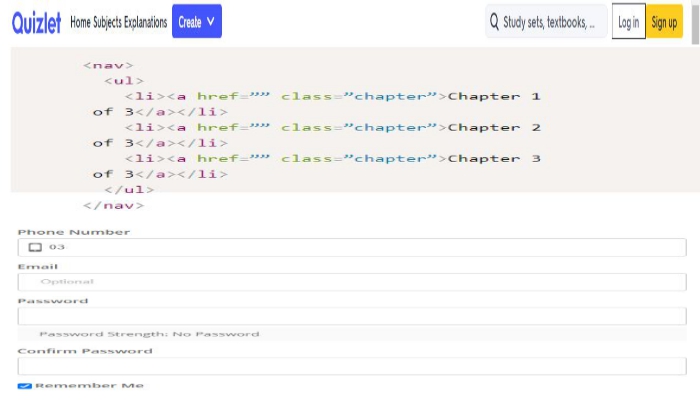 Quizlet Home Subjects Explanations Create Study sets, textbooks, ... Log in Sign up
<nav>
<ul>
<li><a href=”” class=”chapter”>Chapter 1
of 3</a></li>
<li><a href=”” class=”chapter”>Chapter 2
of 3</a></li>
<li><a href=”” class=”chapter”>Chapter 3
of 3</a></li>
</ul>
</nav>
Phone Number
03
Email
Optional
Password
Password Strength: No Password
Confirm Password
Remember Me